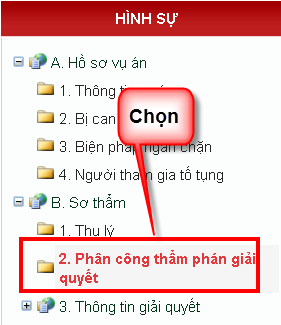 HÌNH SỰ
A. Hồ sơ vụ án
1. Thông tin
2. Bị can
Chọn
3. Biện pháp ngăn chặn
4. Người tham gia tố tụng
B. Sơ thẩm
1. Thụ lý
2. Phân công thẩm phán giải
quyết
3. Thông tin giải quyết